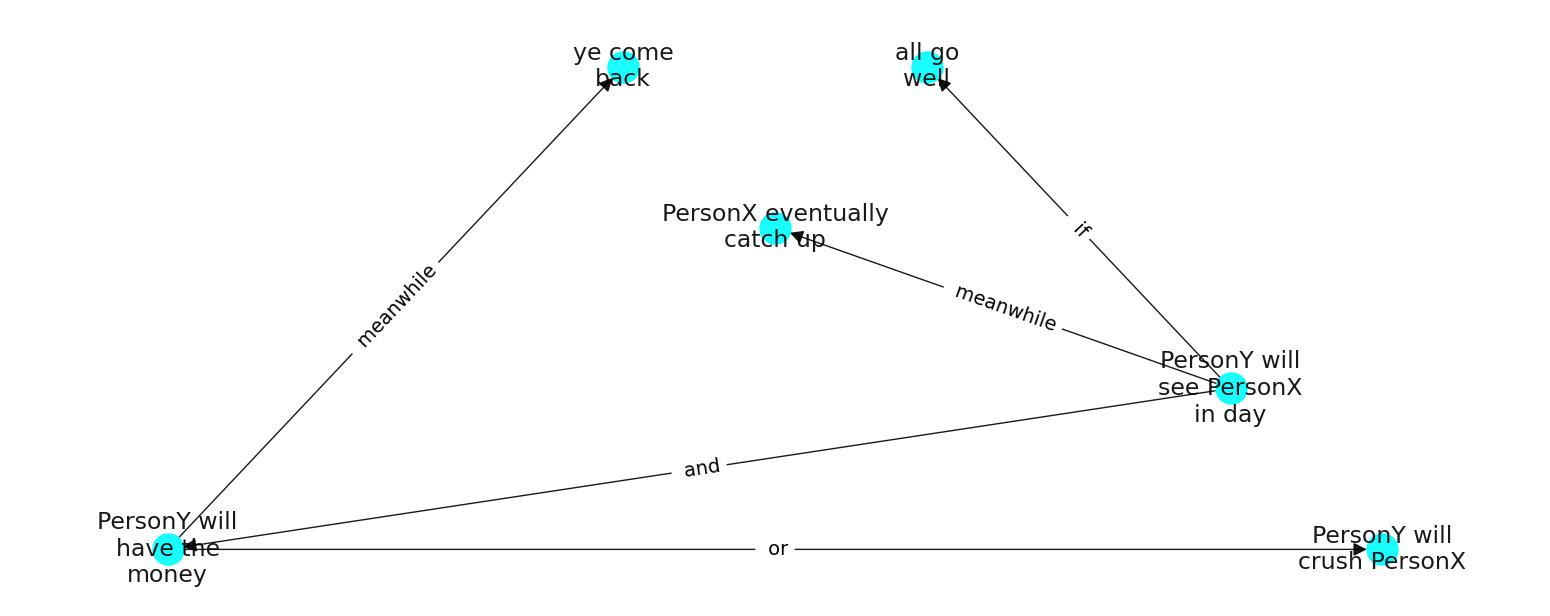 ye come
back
all go
well
PersonX eventually
catch up
if
meanwhile
meanwhile
PersonY will
see PersonX
in day
and
PersonY will
have the
money
or
PersonY will
crush PersonX